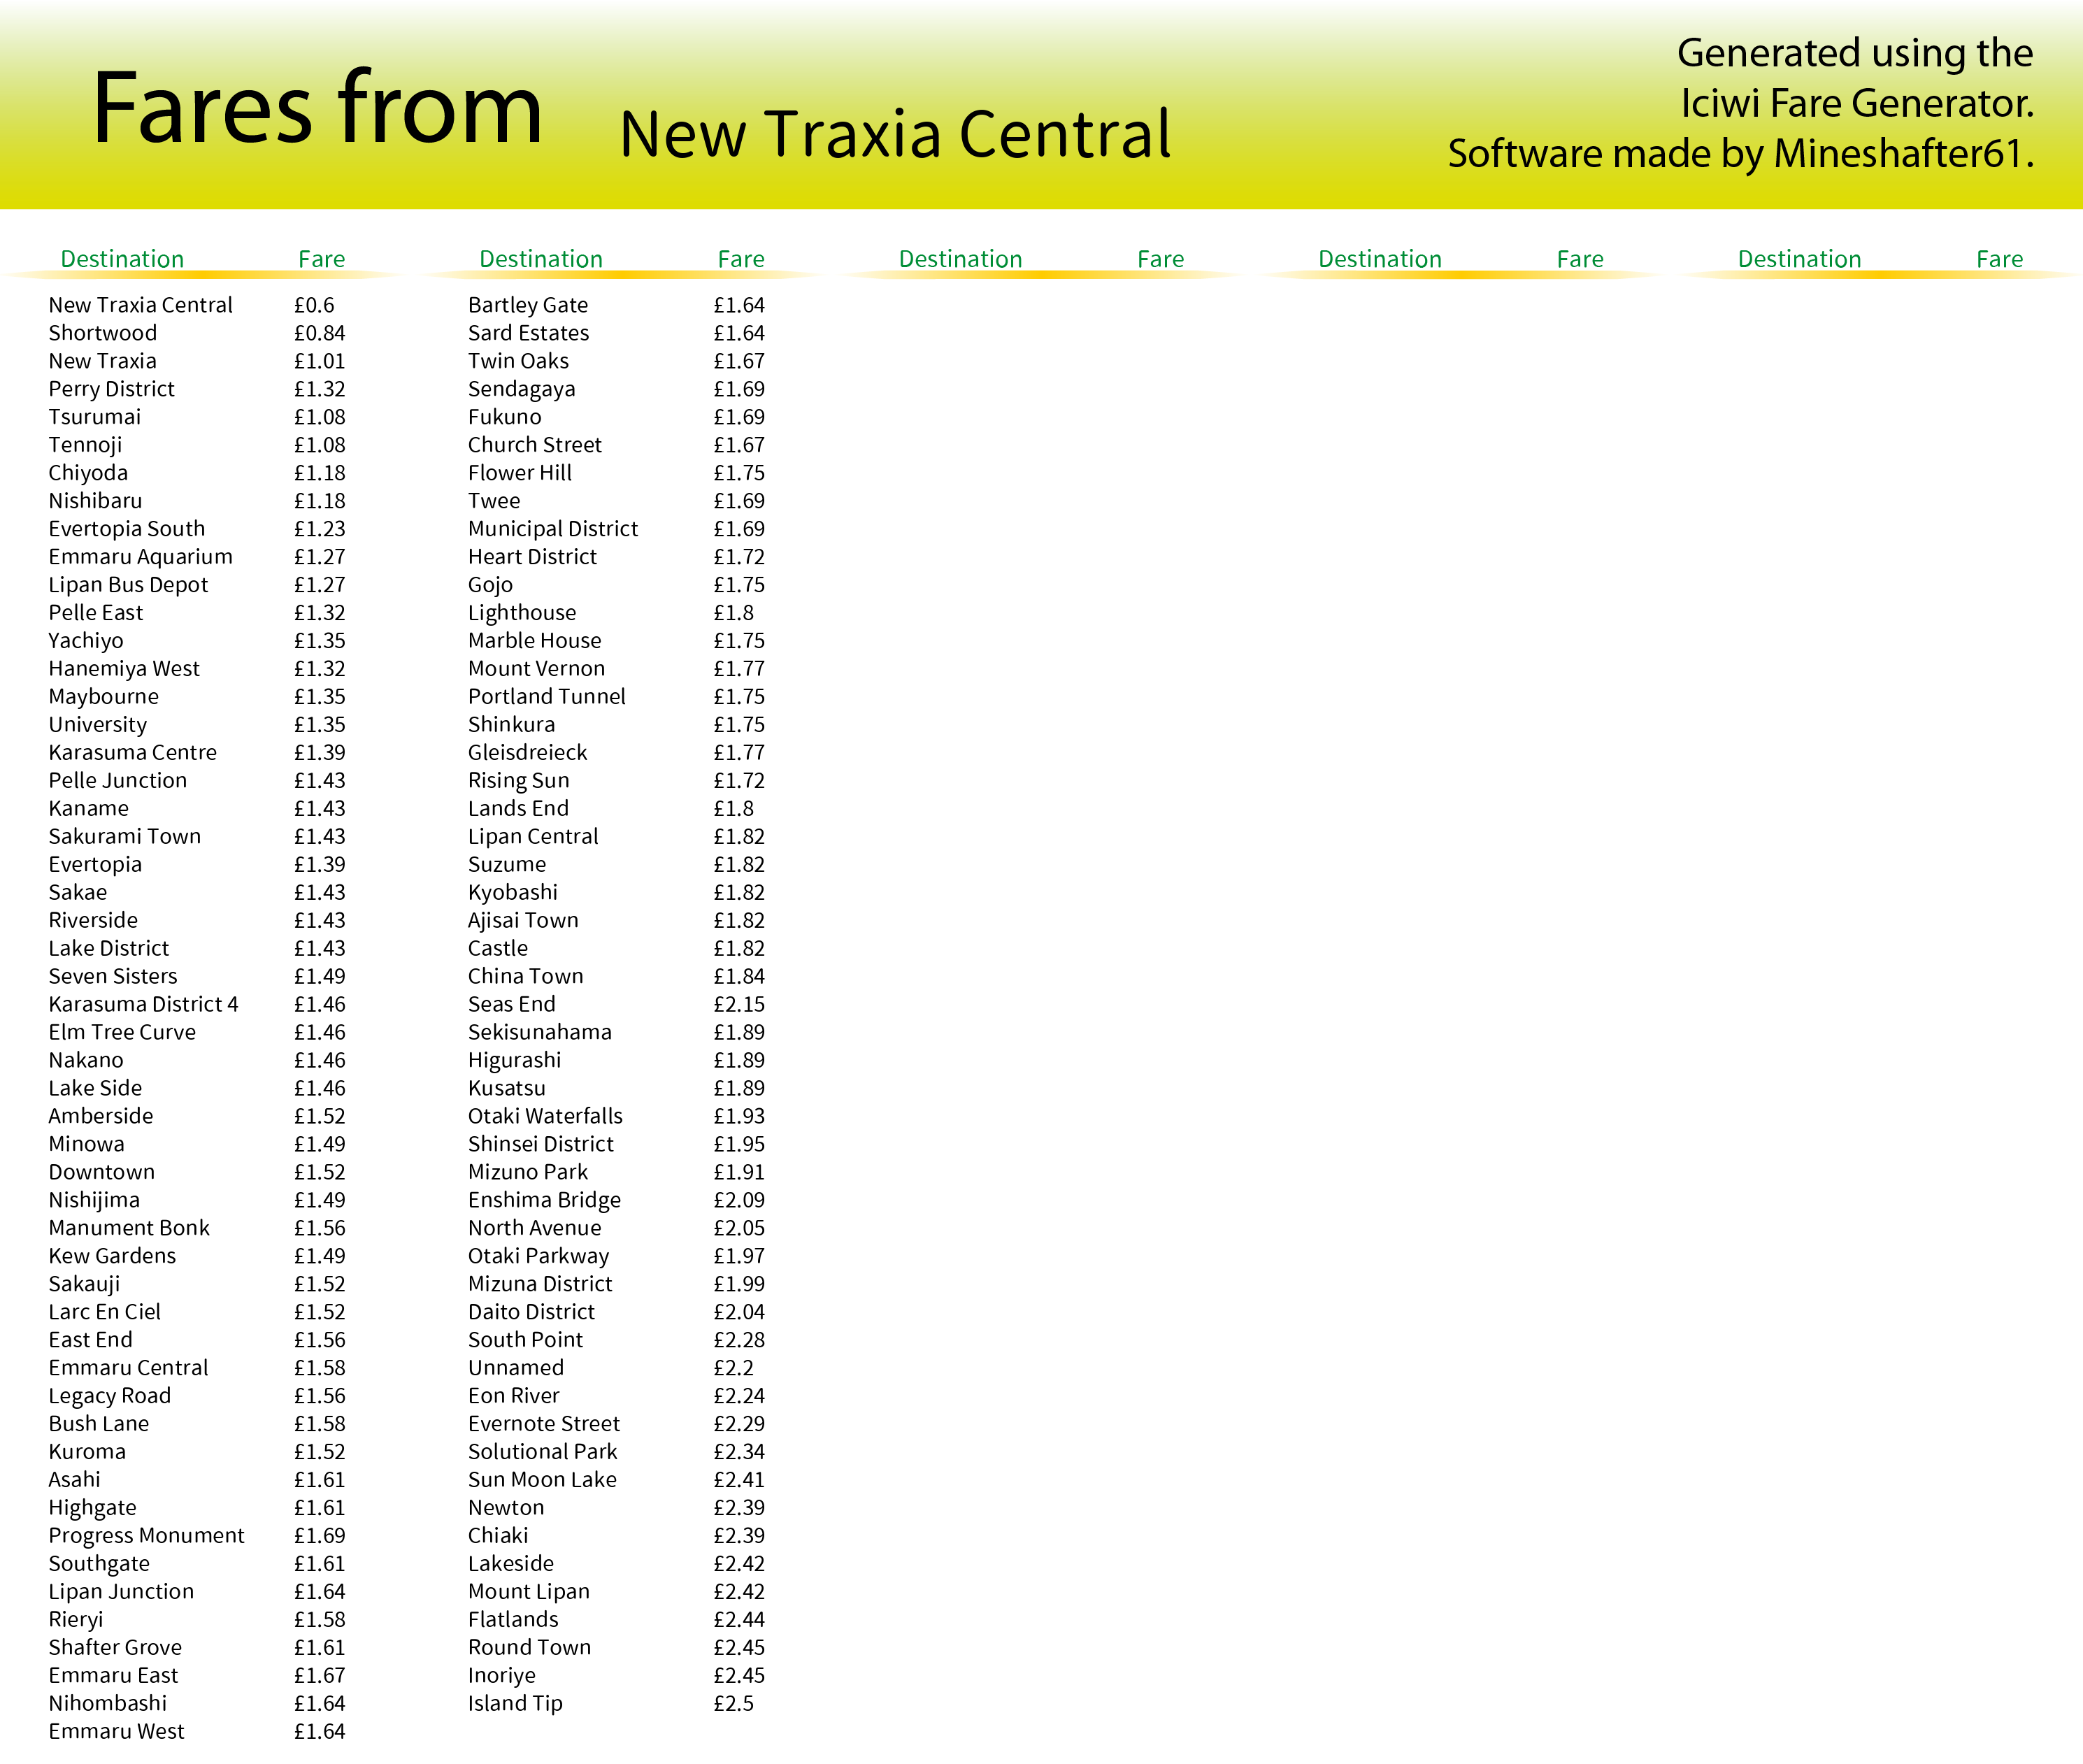 Fares from New Traxia Central
Generated using the
Iciwi Fare Generator.
Software made by Mineshafter61.
Destination Fare Destination Fare Destination Fare Destination Fare Destination Fare
New Traxia Central £0.6
Shortwood £0.84
New Traxia £1.01
Perry District £1.32
Tsurumai £1.08
Tennoji £1.08
Chiyoda £1.18
Nishibaru £1.18
Evertopia South £1.23
Emmaru Aquarium £1.27
Lipan Bus Depot £1.27
Pelle East £1.32
Yachiyo £1.35
Hanemiya West £1.32
Maybourne £1.35
University £1.35
Karasuma Centre £1.39
Pelle Junction £1.43
Kaname £1.43
Sakurami Town £1.43
Evertopia £1.39
Sakae £1.43
Riverside £1.43
Lake District £1.43
Seven Sisters £1.49
Karasuma District 4 £1.46
Elm Tree Curve £1.46
Nakano £1.46
Lake Side £1.46
Amberside £1.52
Minowa £1.49
Downtown £1.52
Nishijima £1.49
Manument Bonk £1.56
Kew Gardens £1.49
Sakauji £1.52
Larc En Ciel £1.52
East End £1.56
Emmaru Central £1.58
Legacy Road £1.56
Bush Lane £1.58
Kuroma £1.52
Asahi £1.61
Highgate £1.61
Progress Monument £1.69
Southgate £1.61
Lipan Junction £1.64
Rieryi £1.58
Shafter Grove £1.61
Emmaru East £1.67
Nihombashi £1.64
Emmaru West £1.64
Bartley Gate £1.64
Sard Estates £1.64
Twin Oaks £1.67
Sendagaya £1.69
Fukuno £1.69
Church Street £1.67
Flower Hill £1.75
Twee £1.69
Municipal District £1.69
Heart District £1.72
Gojo £1.75
Lighthouse £1.8
Marble House £1.75
Mount Vernon £1.77
Portland Tunnel £1.75
Shinkura £1.75
Gleisdreieck £1.77
Rising Sun £1.72
Lands End £1.8
Lipan Central £1.82
Suzume £1.82
Kyobashi £1.82
Ajisai Town £1.82
Castle £1.82
China Town £1.84
Seas End £2.15
Sekisunahama £1.89
Higurashi £1.89
Kusatsu £1.89
Otaki Waterfalls £1.93
Shinsei District £1.95
Mizuno Park £1.91
Enshima Bridge £2.09
North Avenue £2.05
Otaki Parkway £1.97
Mizuna District £1.99
Daito District £2.04
South Point £2.28
Unnamed £2.2
Eon River £2.24
Evernote Street £2.29
Solutional Park £2.34
Sun Moon Lake £2.41
Newton £2.39
Chiaki £2.39
Lakeside £2.42
Mount Lipan £2.42
Flatlands £2.44
Round Town £2.45
Inoriye £2.45
Island Tip £2.5